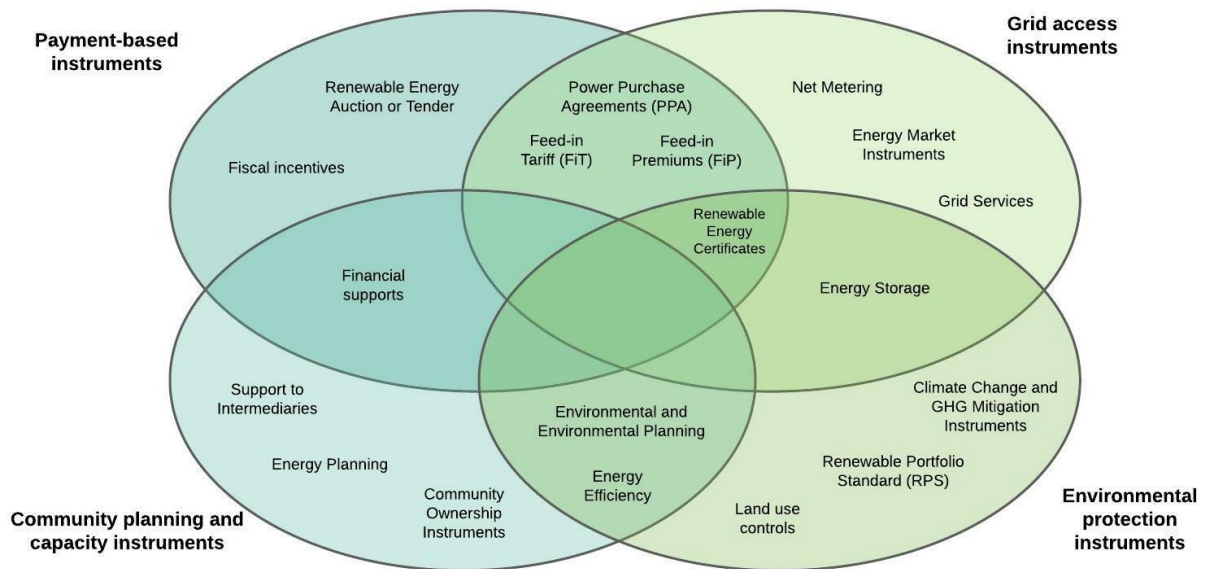 Payment-based
instruments
Grid access
instruments
Renewable Energy
Auction or Tender
Power Purchase
Agreements (PPA)
Net Metering
Feed-in
Tariff (FiT)
Feed-in
Premiums (FiP)
Energy Market
Instruments
Fiscal incentives
Grid Services
Renewable
Energy
Certificates
Financial
supports
Energy Storage
Support to
Intermediaries
Climate Change and
GHG Mitigation
Instruments
Environmental and
Environmental Planning
Energy Planning
Energy
Efficiency
Renewable Portfolio
Standard (RPS)
Community
Ownership
Instruments
Land use
controls
Community planning and
capacity instruments
Environmental
protection
instruments